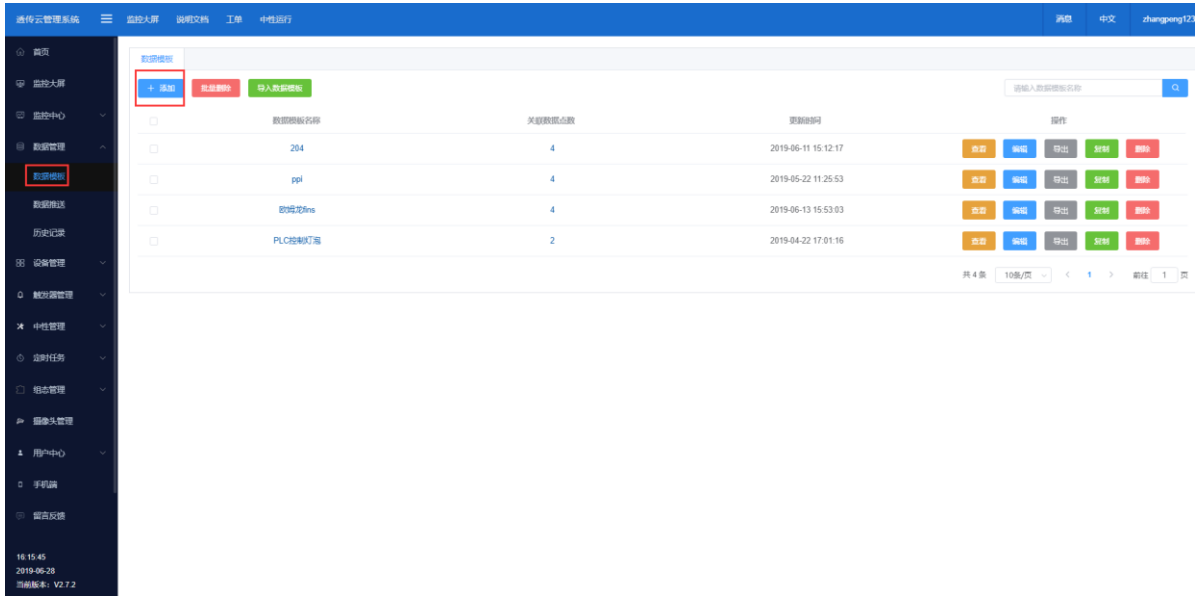 透传云管理系统 监控大屏 说明文档 工单 中性运行 消息 中文 zhangpeng123
首页
监控大屏
监控中心
数据管理
数据模板
数据推送
历史记录
设备管理
触发器管理
中性管理
定时任务
组态管理
摄像头管理
用户中心
手机端
留言反馈
16:15:45
2019-06-28
当前版本：V2.7.2
数据模板
+ 添加 批量删除 导入数据模板 请输入数据模板名称
数据模板名称 关联数据点数 更新时间 操作
204 4 2019-06-11 15:12:17 查看 编辑 导出 复制 删除
ppi 4 2019-05-22 11:25:53 查看 编辑 导出 复制 删除
欧姆龙fins 4 2019-06-13 15:53:03 查看 编辑 导出 复制 删除
PLC控制灯泡 2 2019-04-22 17:01:16 查看 编辑 导出 复制 删除
共 4 条 10条/页 < 1 > 前往 1 页